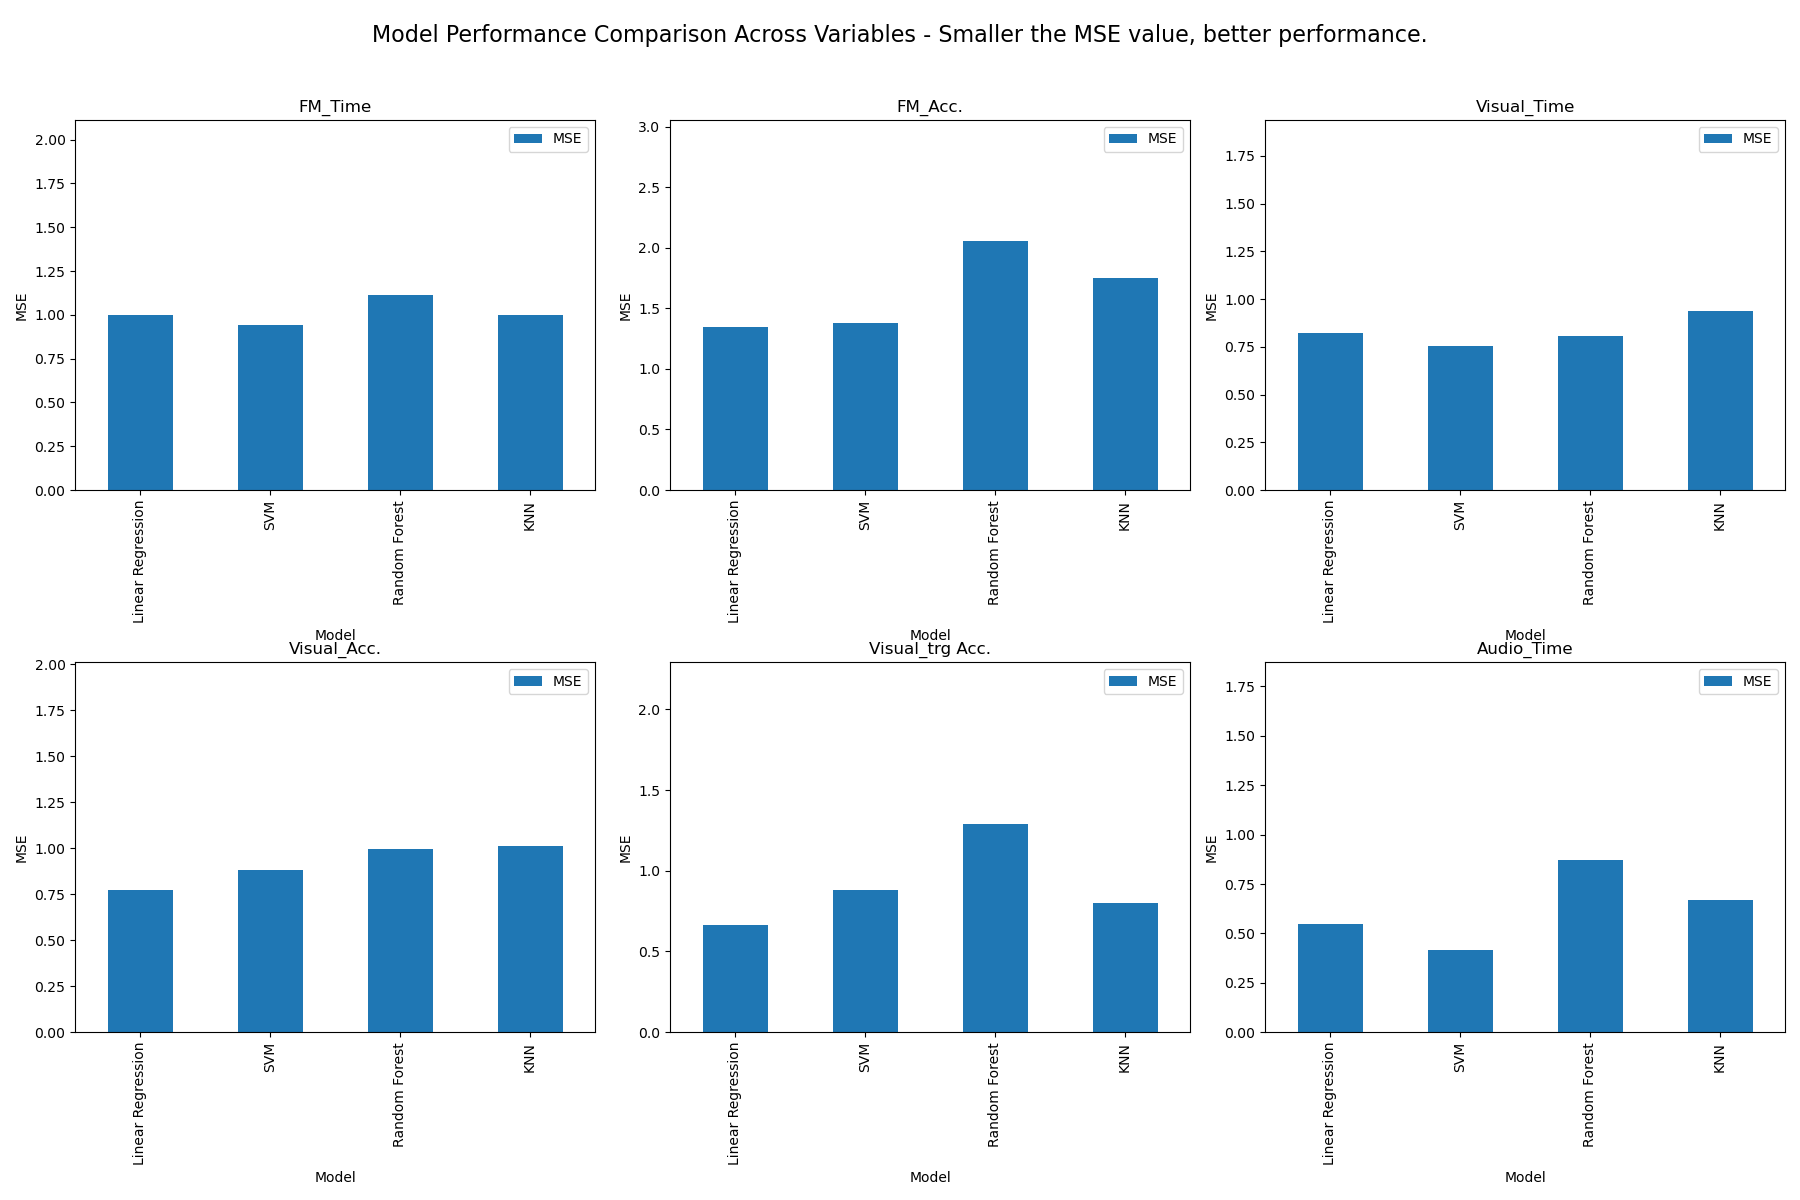 Model Performance Comparison Across Variables - Smaller the MSE value, better performance.
FM_Time
MSE
2.00
1.75
1.50
1.25
1.00
0.75
0.50
0.25
0.00
MSE
Linear Regression
SVM
Random Forest
KNN
Model
FM_Acc.
MSE
3.0
2.5
2.0
1.5
1.0
0.5
0.0
MSE
Linear Regression
SVM
Random Forest
KNN
Model
Visual_Time
MSE
1.75
1.50
1.25
1.00
0.75
0.50
0.25
0.00
MSE
Linear Regression
SVM
Random Forest
KNN
Model
Visual_Acc.
MSE
2.00
1.75
1.50
1.25
1.00
0.75
0.50
0.25
0.00
MSE
Linear Regression
SVM
Random Forest
KNN
Model
Visual_trg Acc.
MSE
2.0
1.5
1.0
0.5
0.0
MSE
Linear Regression
SVM
Random Forest
KNN
Model
Audio_Time
MSE
1.75
1.50
1.25
1.00
0.75
0.50
0.25
0.00
MSE
Linear Regression
SVM
Random Forest
KNN
Model